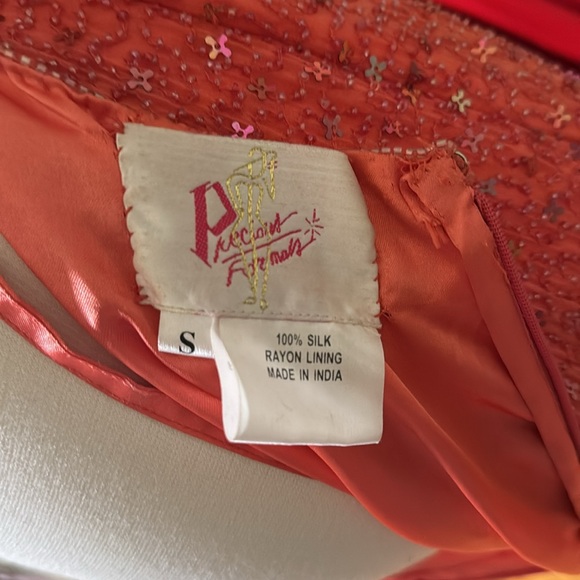 Precious
Formals
S
100% SILK
RAYON LINING
MADE IN INDIA